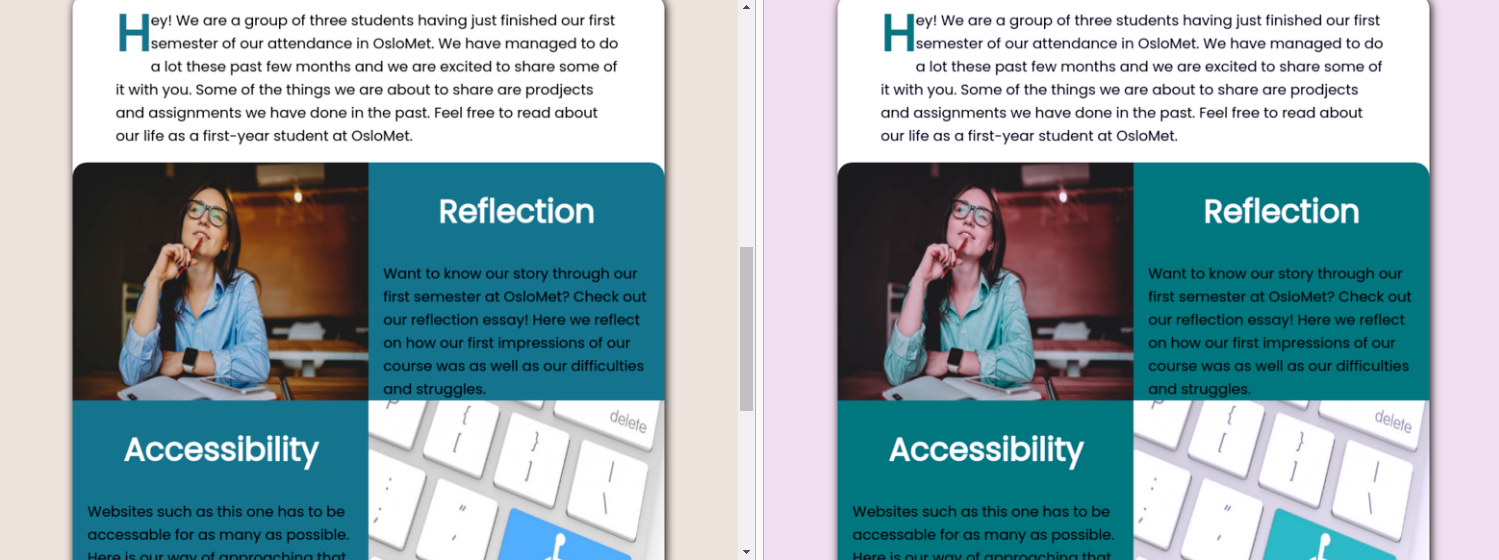 Hey! We are a group of three students having just finished our first
semester of our attendance in OsloMet. We have managed to do
a lot these past few months and we are excited to share some of
it with you. Some of the things we are about to share are prodjects
and assignments we have done in the past. Feel free to read about
our life as a first-year student at OsloMet.
Reflection
Want to know our story through our
first semester at OsloMet? Check out
our reflection essay! Here we reflect
on how our first impressions of our
course was as well as our difficulties
and struggles.
Accessibility
Websites such as this one has to be
accessable for as many as possible.
Here is our way of approaching that
delete
{
[
}
]
|
\
:
;
"
Hey! We are a group of three students having just finished our first
semester of our attendance in OsloMet. We have managed to do
a lot these past few months and we are excited to share some of
it with you. Some of the things we are about to share are prodjects
and assignments we have done in the past. Feel free to read about
our life as a first-year student at OsloMet.
Reflection
Want to know our story through our
first semester at OsloMet? Check out
our reflection essay! Here we reflect
on how our first impressions of our
course was as well as our difficulties
and struggles.
Accessibility
Websites such as this one has to be
accessable for as many as possible.
Here is our way of approaching that
delete
{
[
}
]
|
\
:
;
"